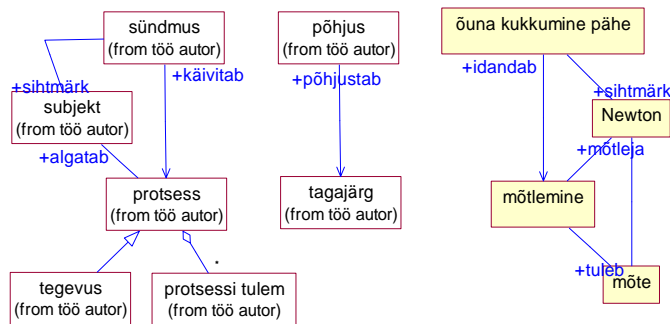 sündmus
(from töö autor)
põhjus
(from töö autor)
õuna kukkumine pähe
+käivitab
+põhjustab
+idandab
+sihtmärk
+sihtmärk
subjekt
(from töö autor)
Newton
+algatab
+mõtleja
protsess
(from töö autor)
tagajärg
(from töö autor)
mõtlemine
*
+tuleb
tegevus
(from töö autor)
protsessi tulem
(from töö autor)
mõte